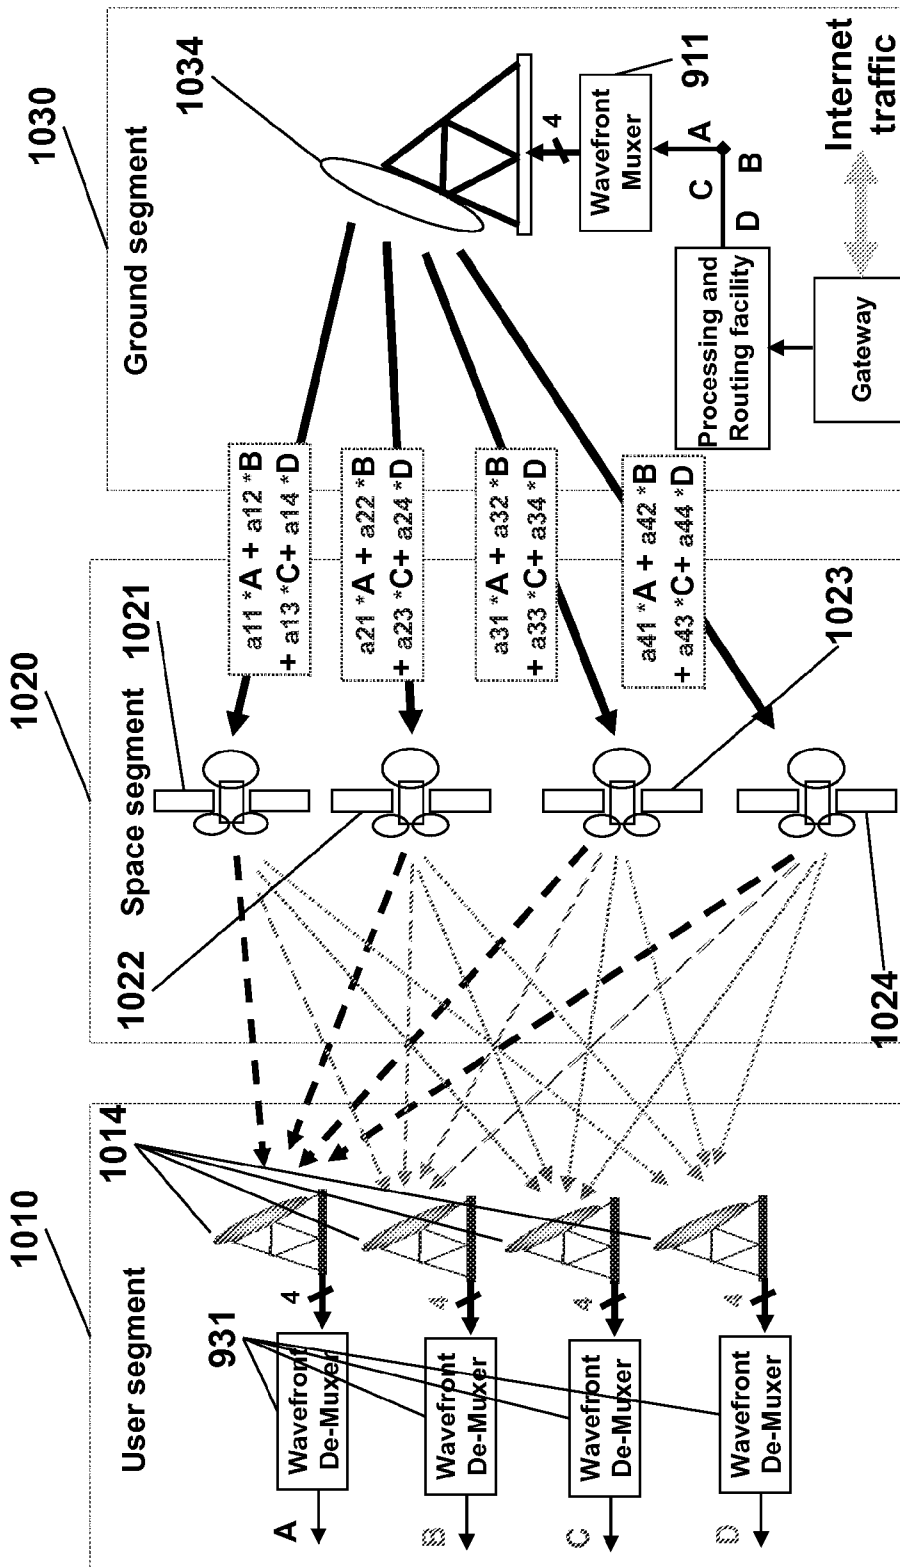 1010
User segment
1014
931
A
Wavefront
De-Muxer
4
B
Wavefront
De-Muxer
4
C
Wavefront
De-Muxer
4
D
Wavefront
De-Muxer
4
1020
Space segment
1021
1022
1023
1024
a11 *A + a12 *B
+ a13 *C+ a14 *D
a21 *A + a22 *B
+ a23 *C+ a24 *D
a31 *A + a32 *B
+ a33 *C+ a34 *D
a41 *A + a42 *B
+ a43 *C+ a44 *D
1030
Ground segment
1034
4
Wavefront
Muxer
911
C
A
D
B
Processing and
Routing facility
Gateway
Internet
traffic